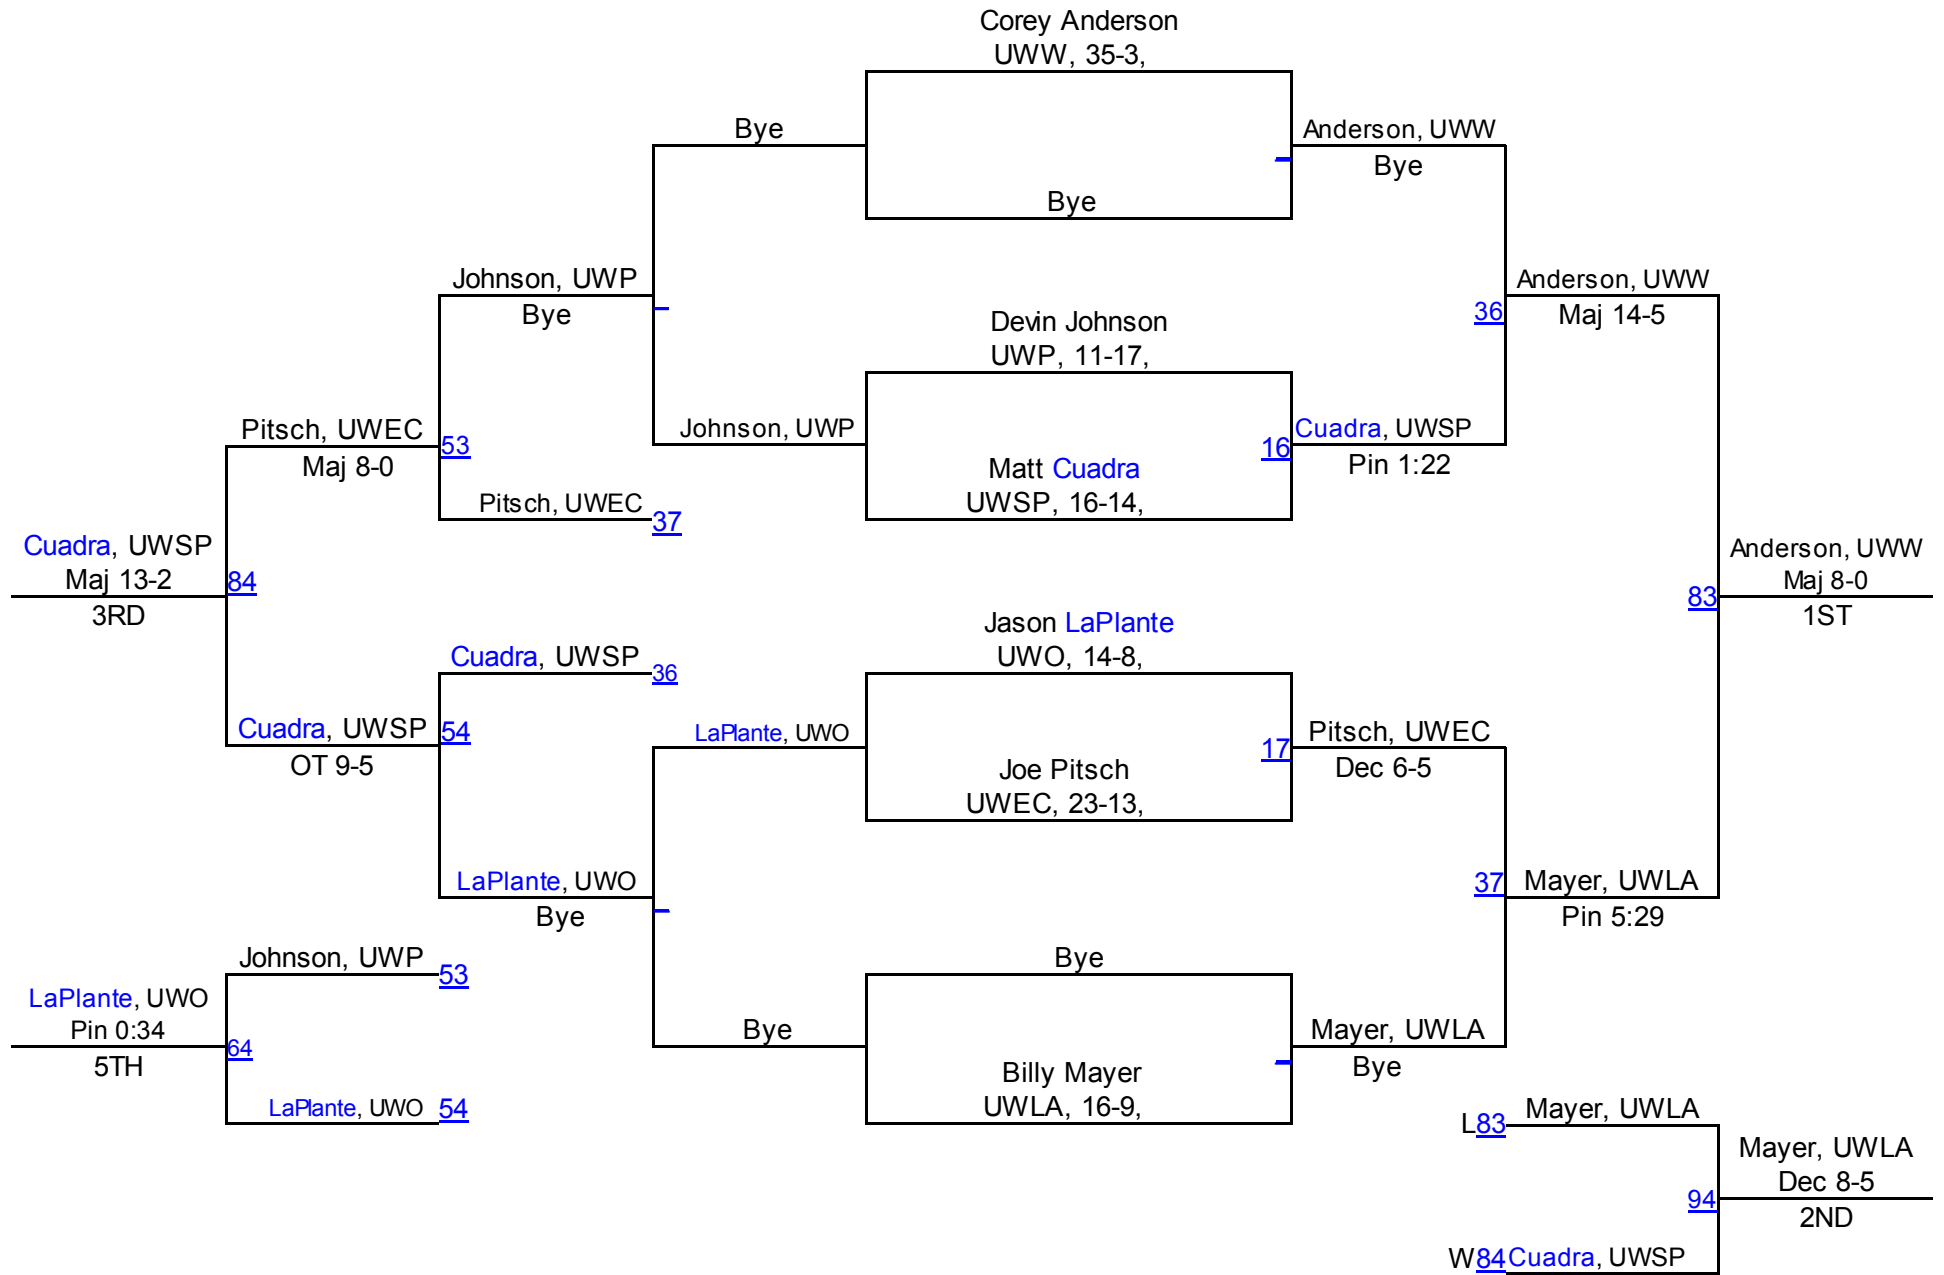 Corey Anderson
UWW, 35-3,
Bye
Anderson, UWW
Bye
Bye
Johnson, UWP
Bye
Anderson, UWW
Maj 14-5
36
Devin Johnson
UWP, 11-17,
Pitsch, UWEC
Maj 8-0
53
Johnson, UWP
16
Cuadra, UWSP
Pin 1:22
Matt Cuadra
UWSP, 16-14,
Pitsch, UWEC
37
Cuadra, UWSP
Maj 13-2
3RD
84
Anderson, UWW
Maj 8-0
1ST
83
Jason LaPlante
UWO, 14-8,
Cuadra, UWSP
36
Cuadra, UWSP
OT 9-5
54
LaPlante, UWO
17
Pitsch, UWEC
Dec 6-5
Joe Pitsch
UWEC, 23-13,
LaPlante, UWO
Bye
37
Mayer, UWLA
Pin 5:29
Johnson, UWP
53
Bye
LaPlante, UWO
Pin 0:34
5TH
64
Bye
Mayer, UWLA
Bye
Billy Mayer
UWLA, 16-9,
LaPlante, UWO
54
L83
Mayer, UWLA
Mayer, UWLA
Dec 8-5
2ND
94
W84
Cuadra, UWSP